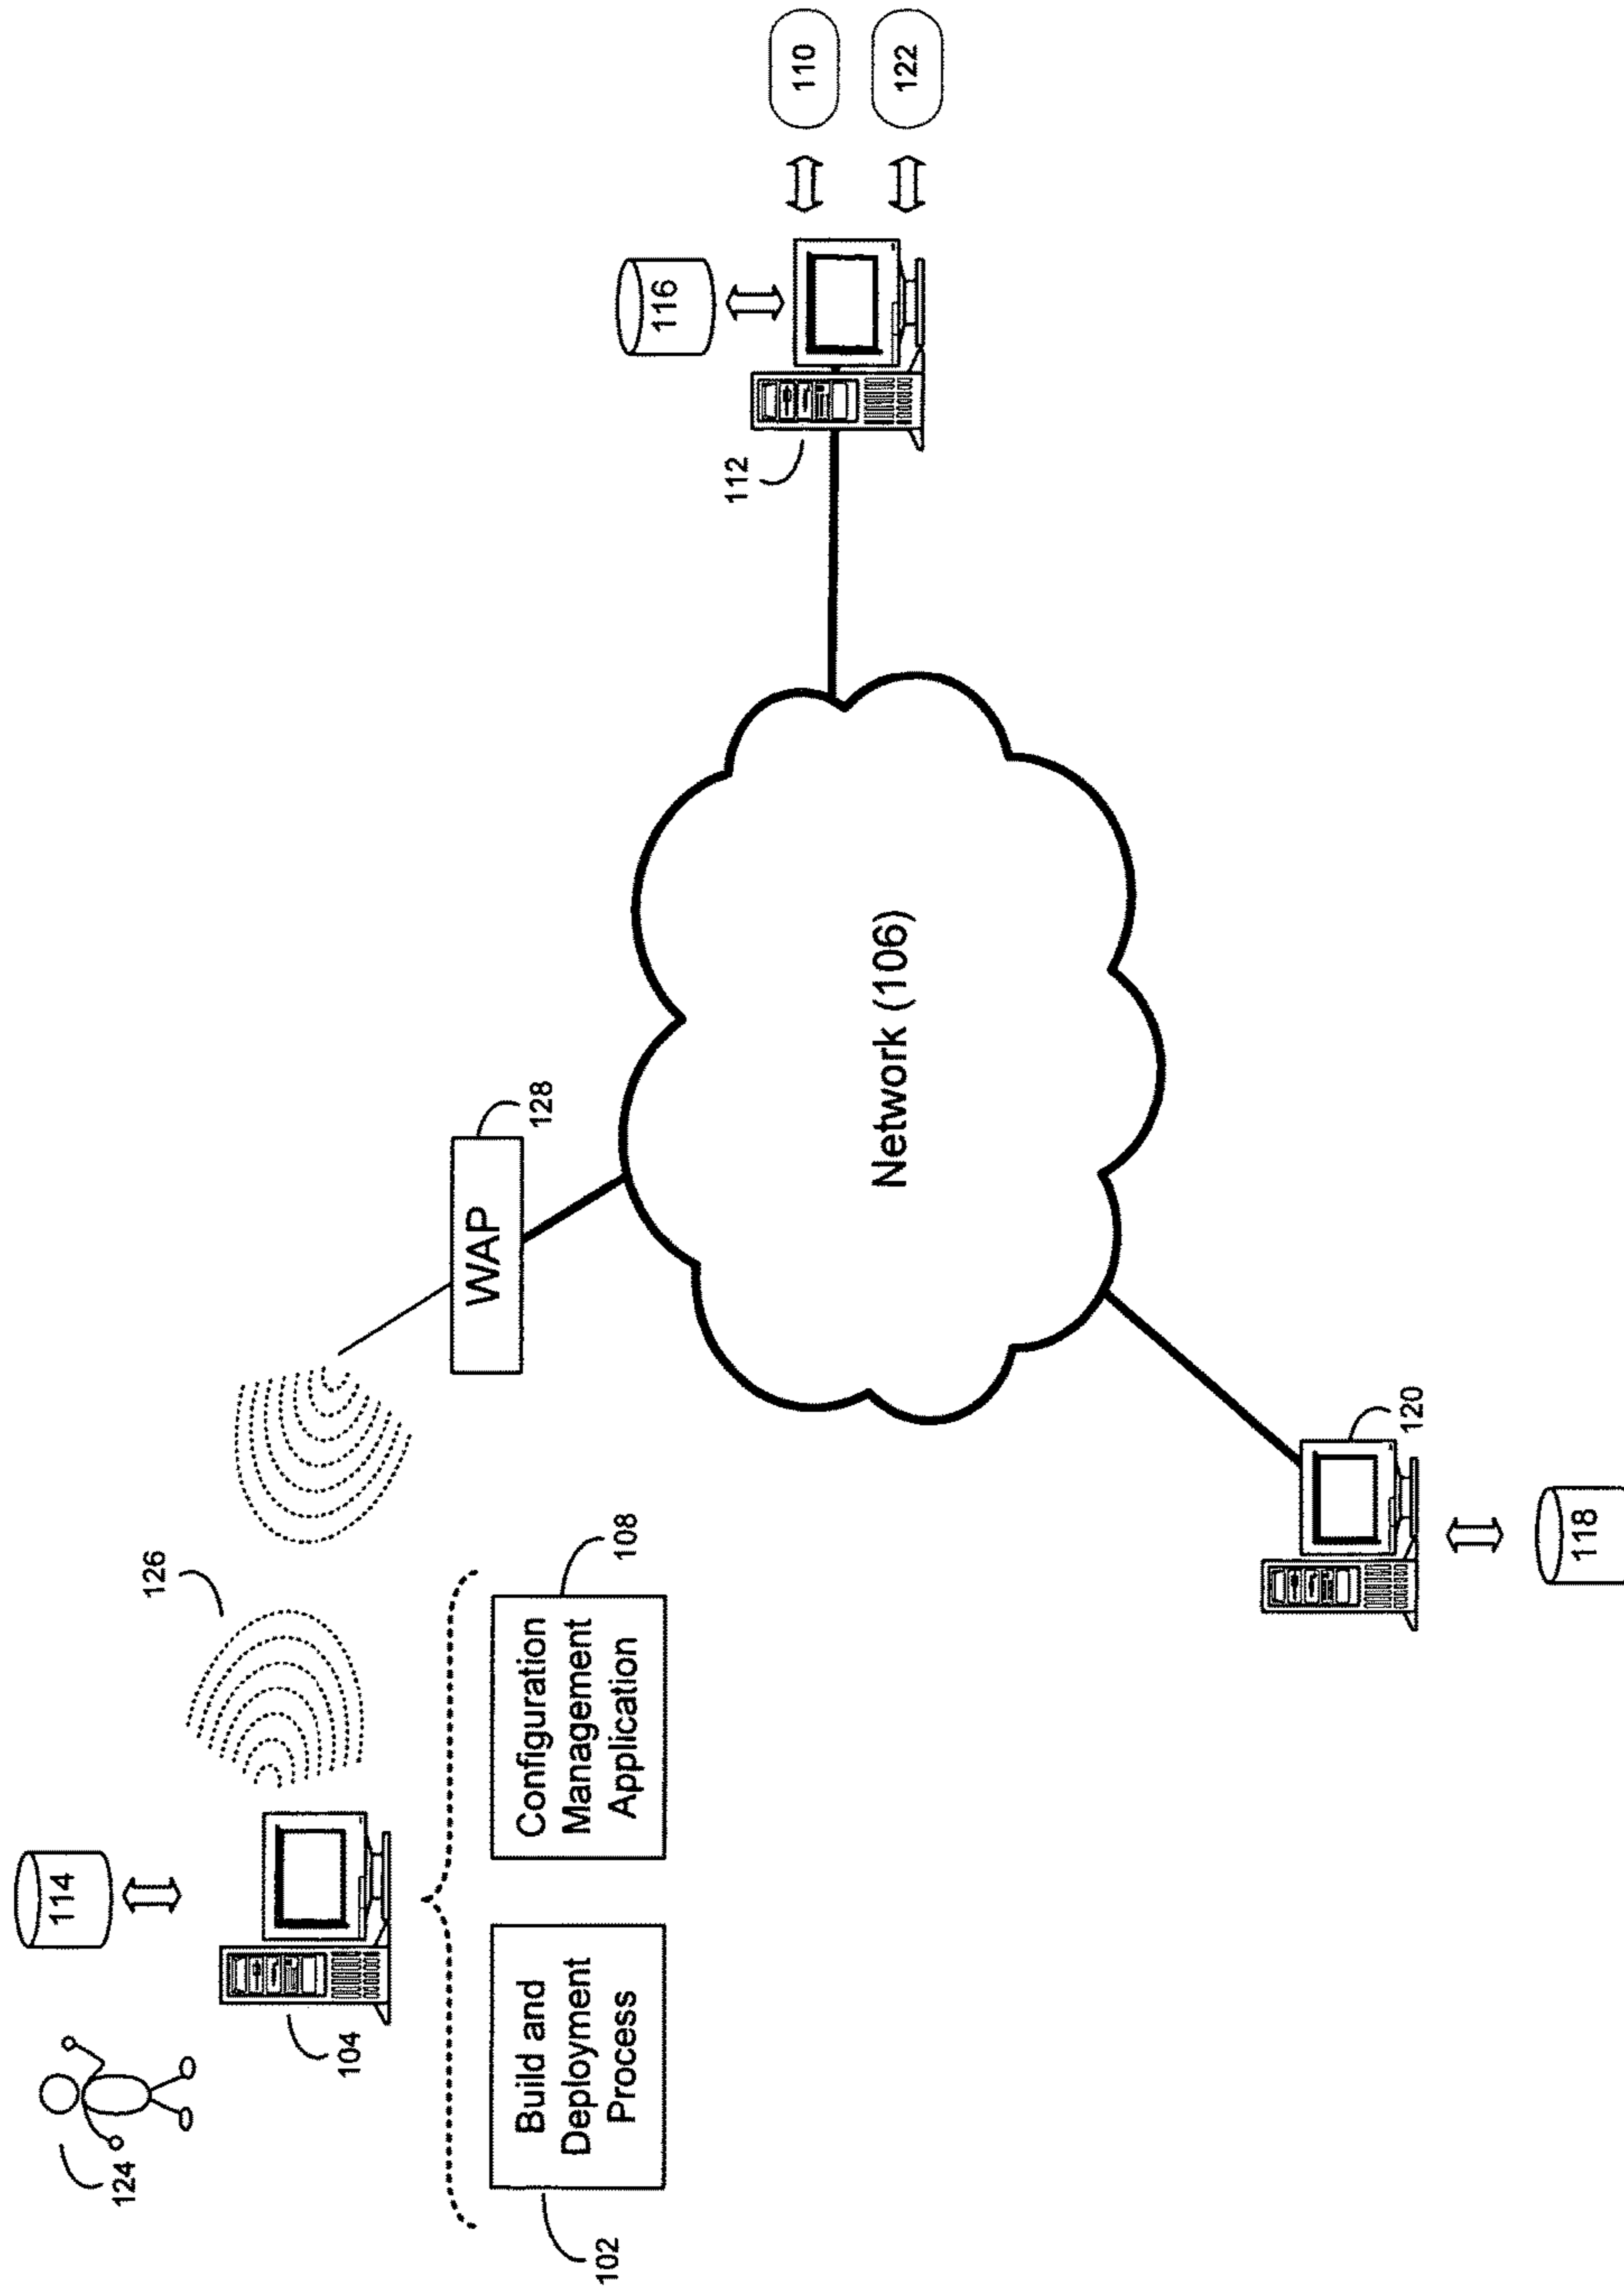 124
114
104
126
Build and
Deployment
Process
102
Configuration
Management
Application
108
WAP
128
Network (106)
116
112
110
122
120
118